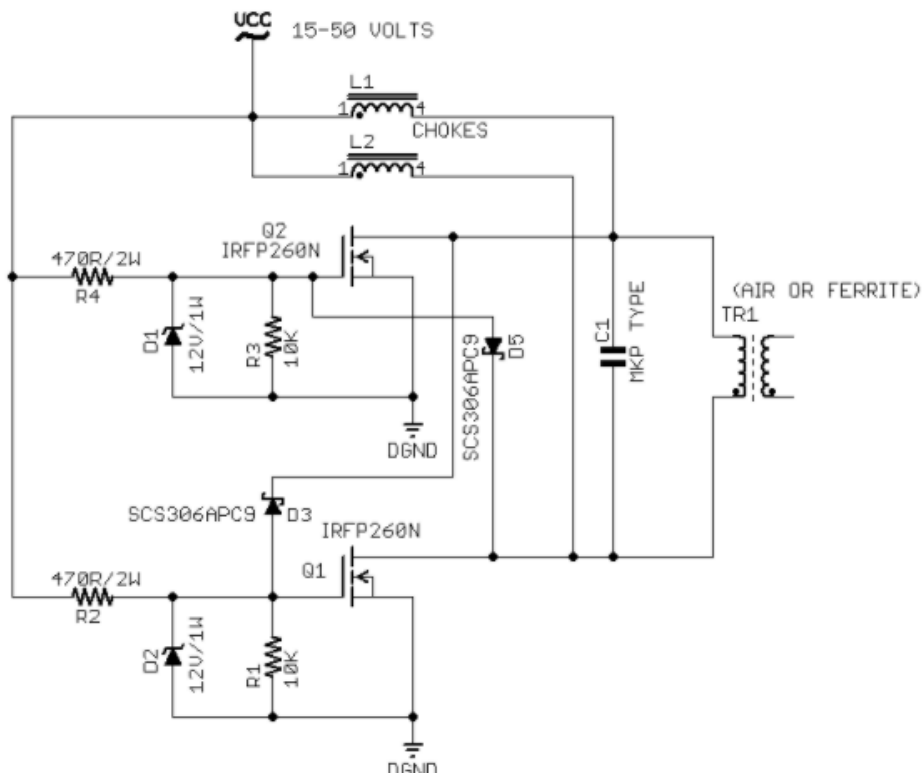 VCC
15-50 VOLTS
L1
1 4
CHOKES
L2
1 4
Q2
IRFP260N
470R/2W
R4
(AIR OR FERRITE)
TR1
D1
12V/1W
R3
10K
SCS306APC9
D5
C1
MKP TYPE
DGND
SCS306APC9
D3
IRFP260N
Q1
470R/2W
R2
D2
12V/1W
R1
10K
DGND